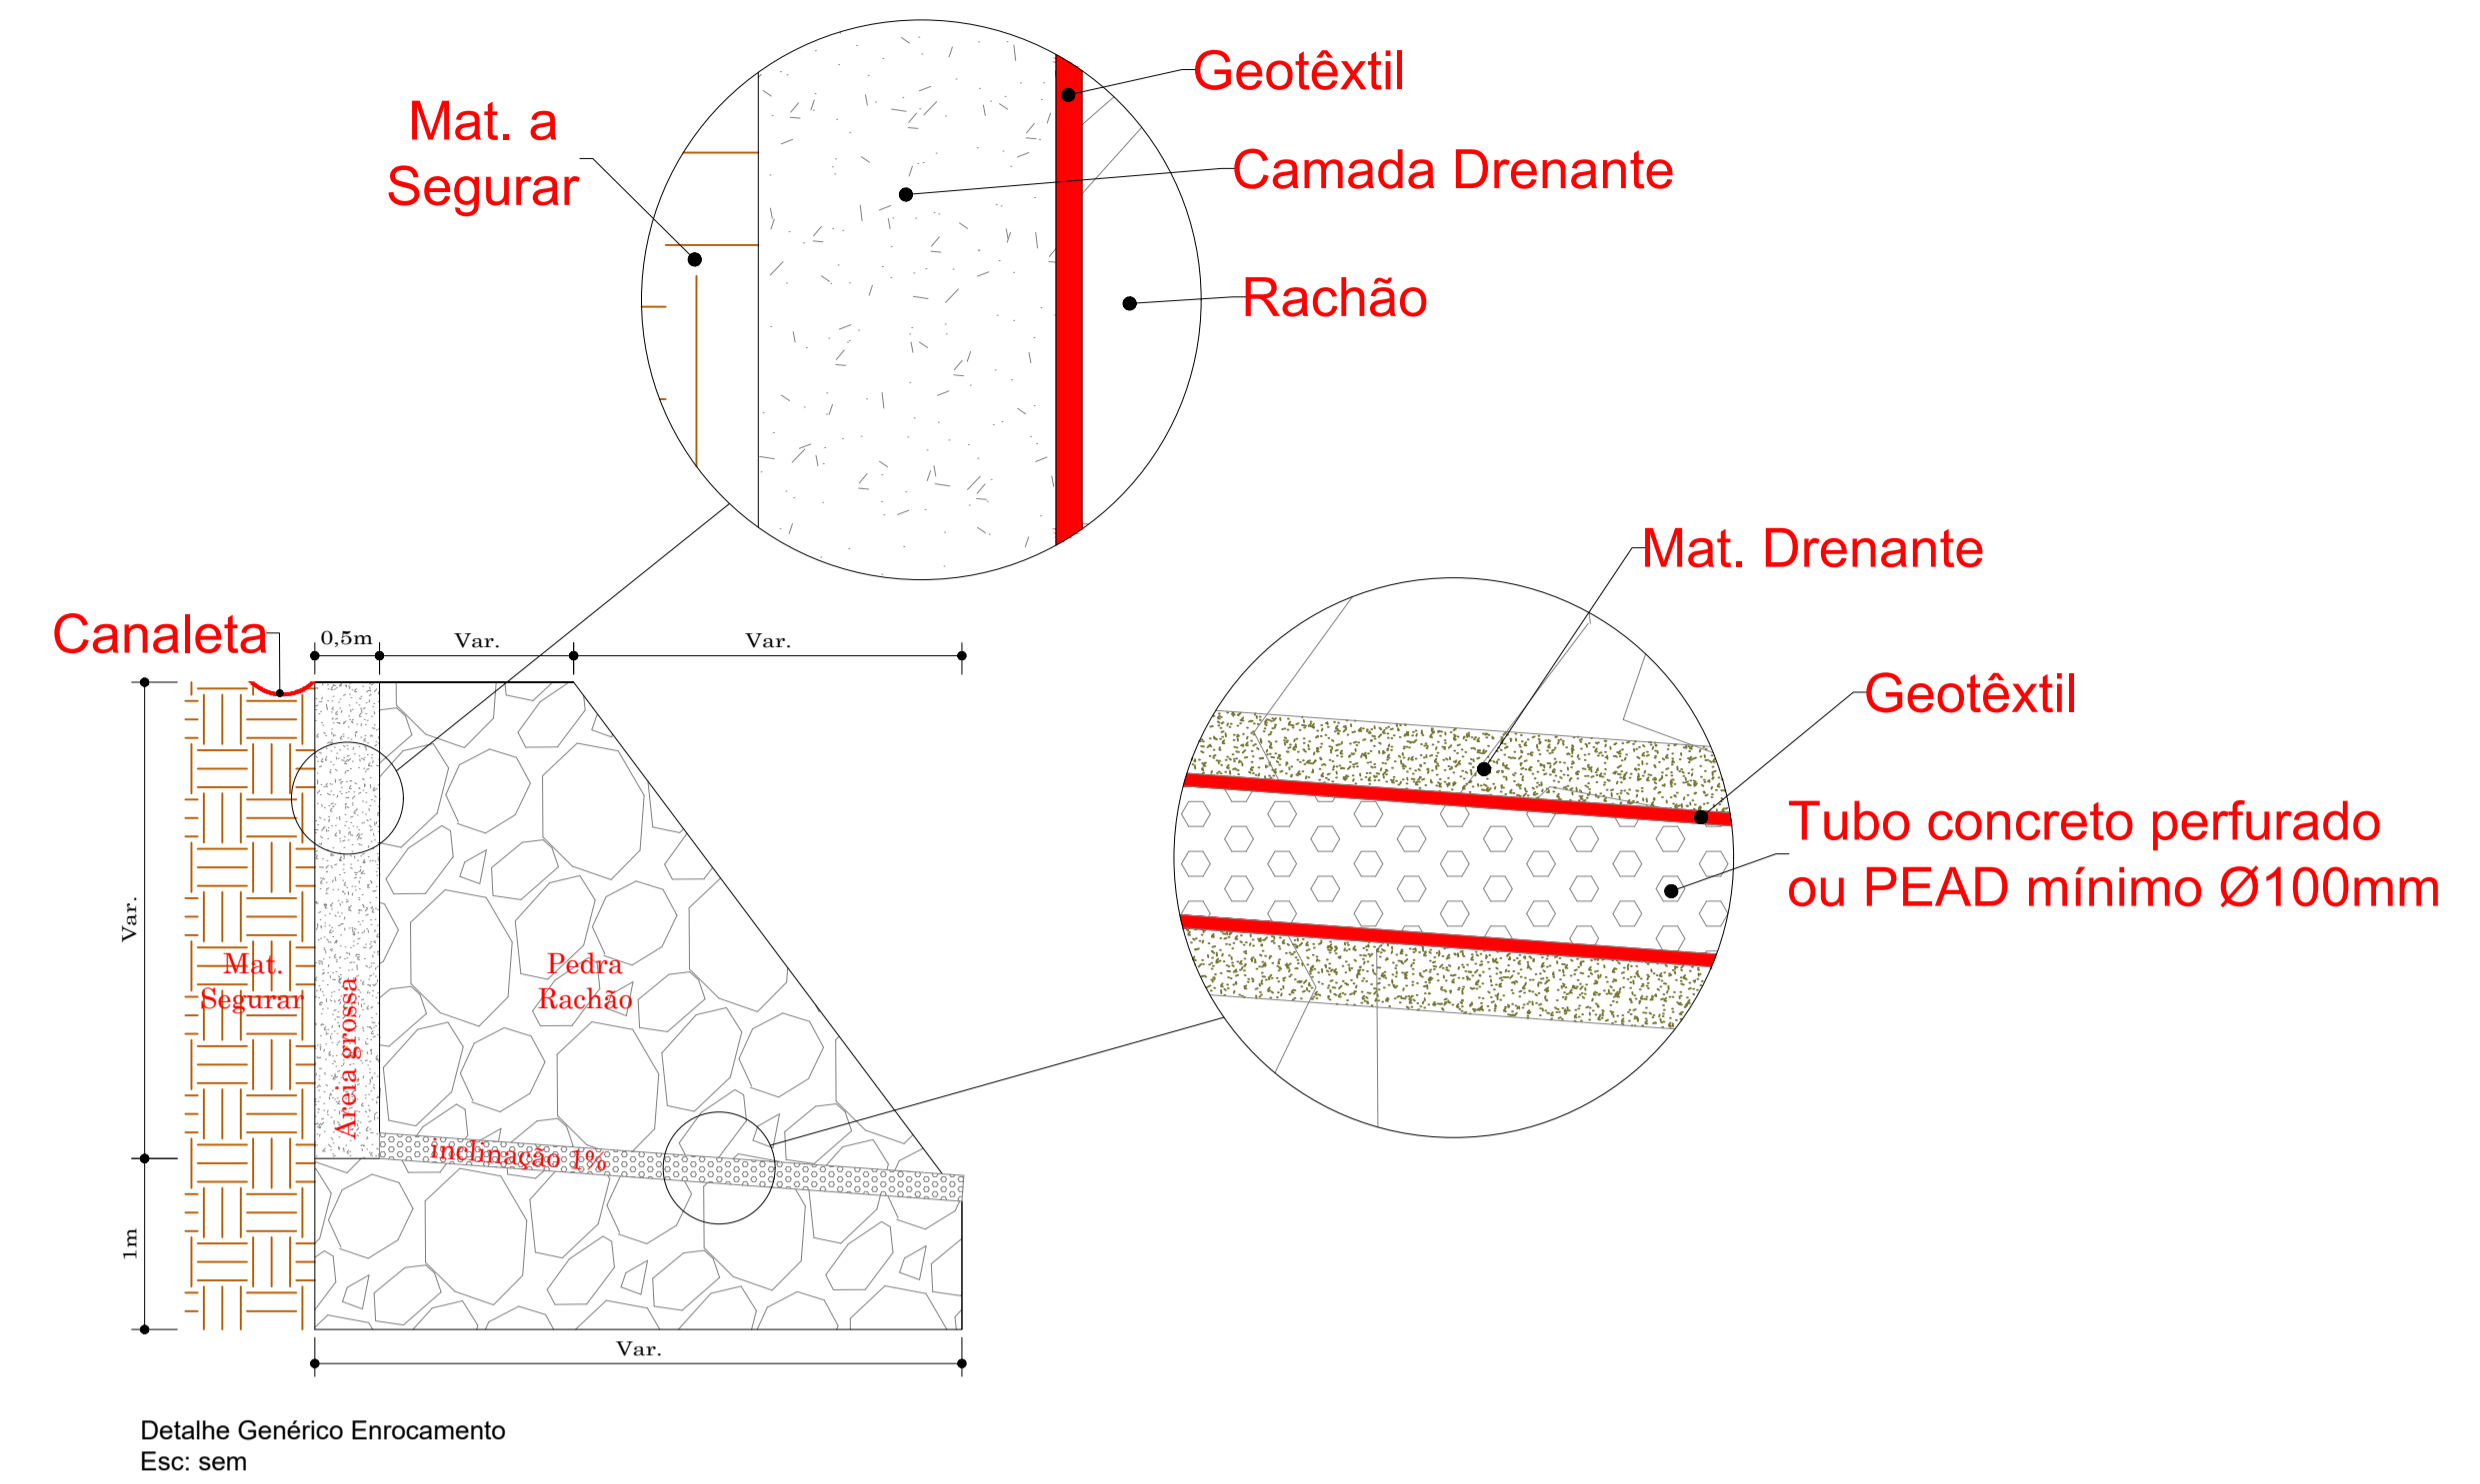 Geotêxtil
Mat. a
Segurar
Camada Drenante
Rachão
Mat. Drenante
Geotêxtil
Tubo concreto perfurado
ou PEAD mínimo Ø100mm
Canaleta
0,5m
Var.
Var.
Var.
Mat.
Segurar
Areia grossa
Pedra
Rachão
inclinação 1%
1m
Var.
Detalhe Genérico Enrocamento
Esc: sem